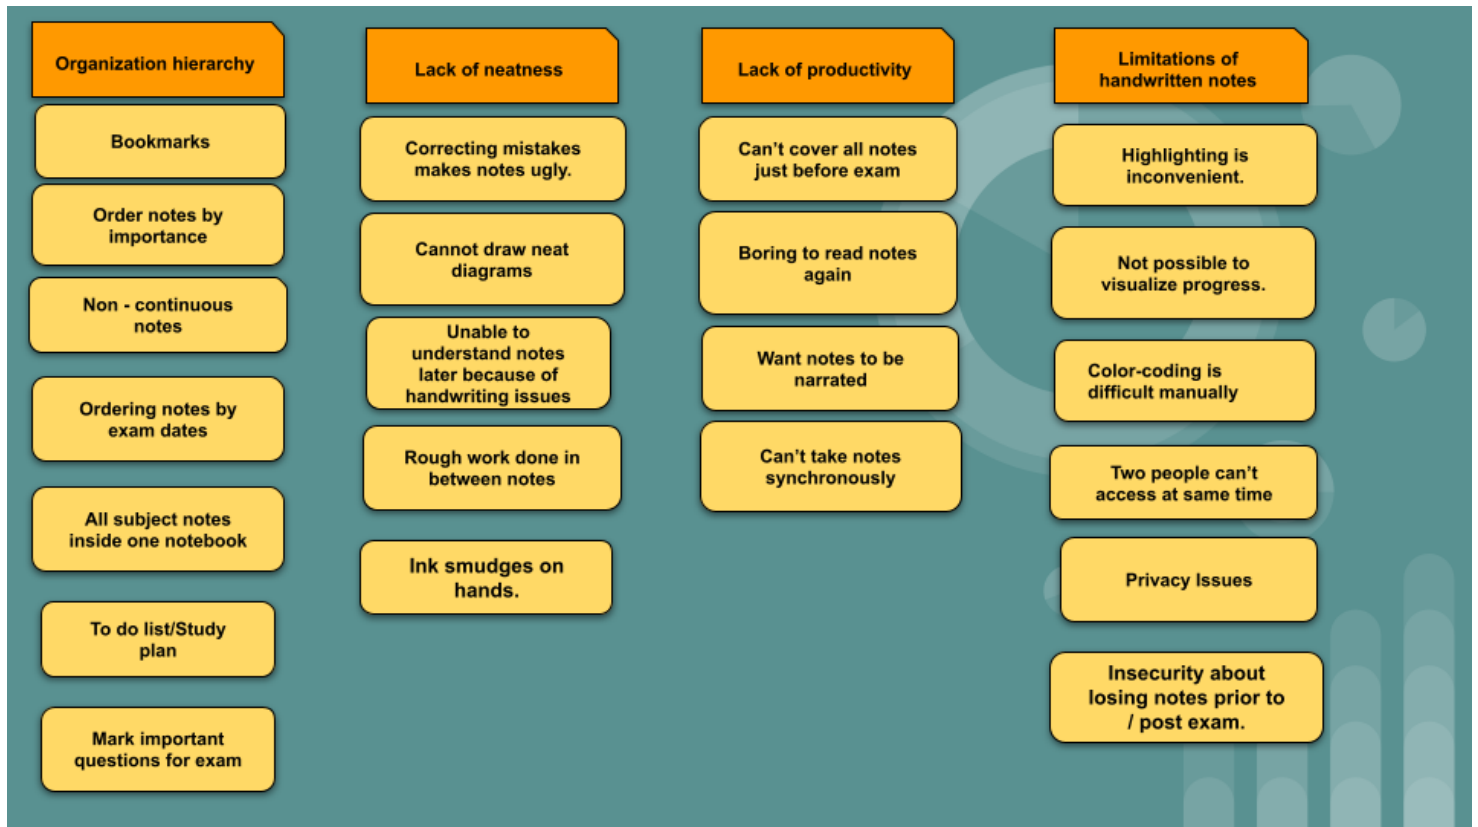 Organization hierarchy
Bookmarks
Order notes by
importance
Non - continuous
notes
Ordering notes by
exam dates
All subject notes
inside one notebook
To do list/Study
plan
Mark important
questions for exam
Lack of neatness
Correcting mistakes
makes notes ugly.
Cannot draw neat
diagrams
Unable to
understand notes
later because of
handwriting issues
Rough work done in
between notes
Ink smudges on
hands.
Lack of productivity
Can't cover all notes
just before exam
Boring to read notes
again
Want notes to be
narrated
Can't take notes
synchronously
Limitations of
handwritten notes
Highlighting is
inconvenient.
Not possible to
visualize progress.
Color-coding is
difficult manually
Two people can't
access at same time
Privacy Issues
Insecurity about
losing notes prior to
/ post exam.